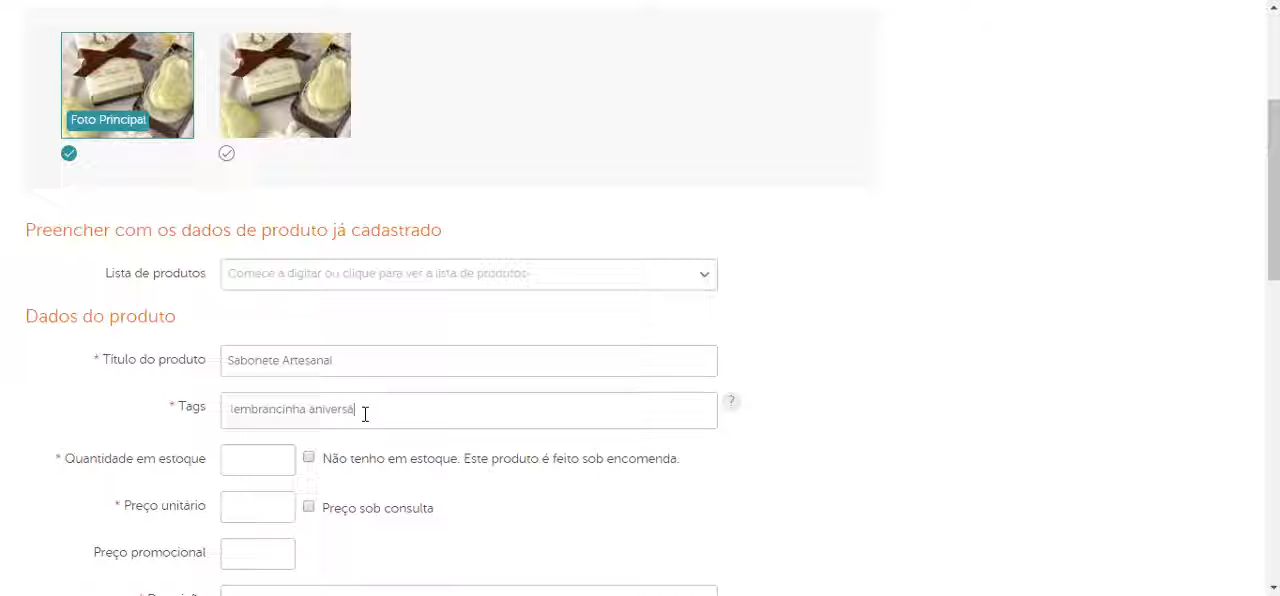 Foto Principal
Preencher com os dados de produto já cadastrado
Lista de produtos
Comece a digitar ou clique para ver a lista de produtos
Dados do produto
* Título do produto
Sabonete Artesanal
* Tags
lembrancinha aniversá
?
* Quantidade em estoque
Não tenho em estoque. Este produto é feito sob encomenda.
* Preço unitário
Preço sob consulta
Preço promocional